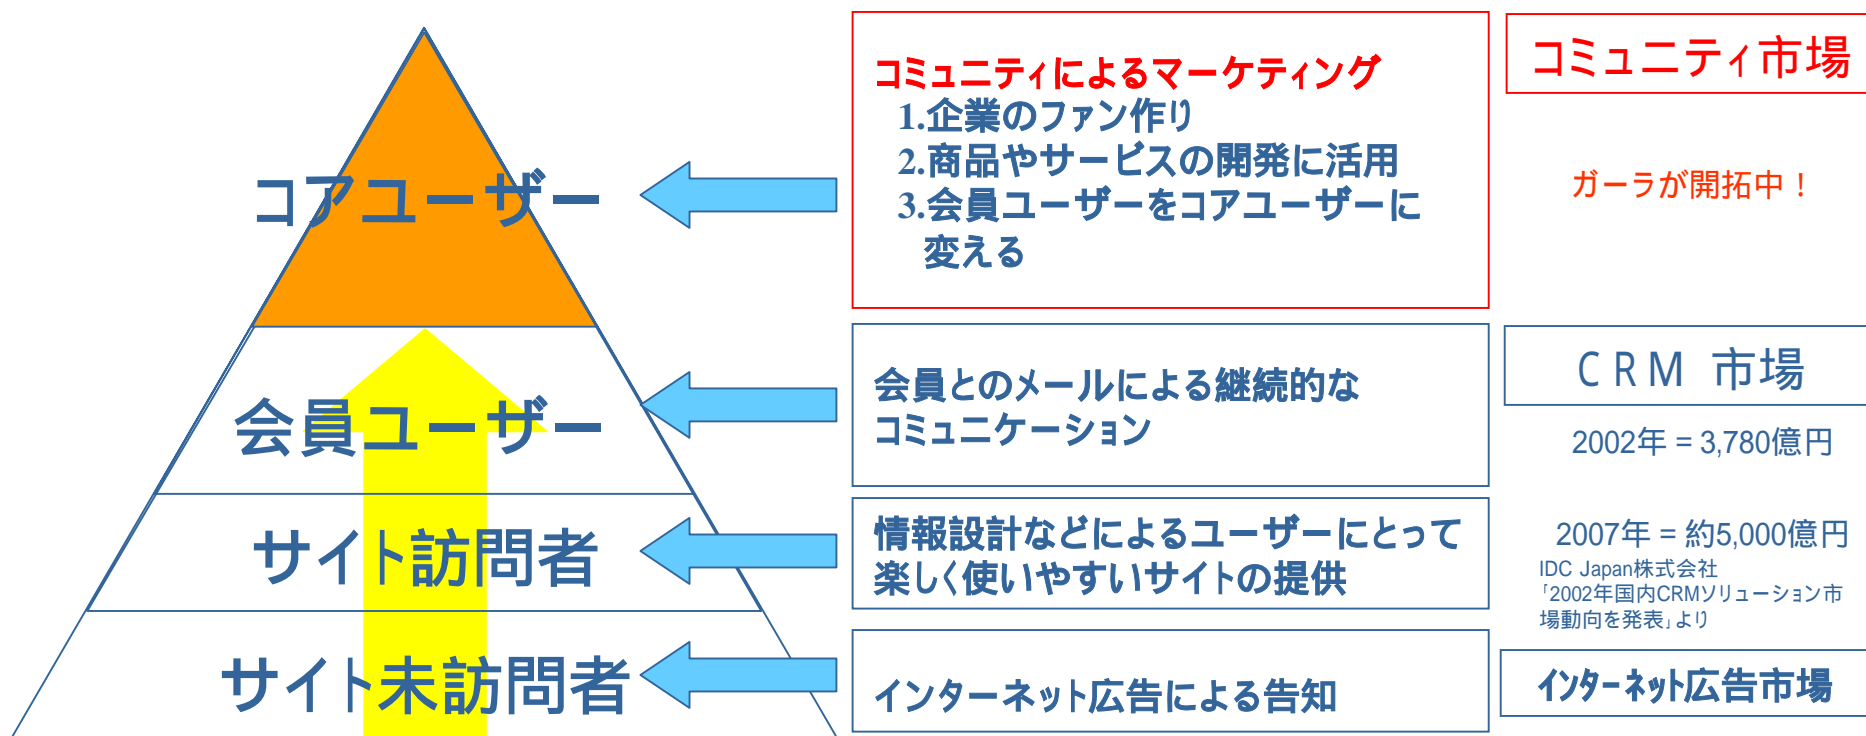 コアユーザー
会員ユーザー
サイト訪問者
サイト未訪問者
コミュニティによるマーケティング
1.企業のファン作り
2.商品やサービスの開発に活用
3.会員ユーザーをコアユーザーに
変える
会員とのメールによる継続的な
コミュニケーション
情報設計などによるユーザーにとって
楽しく使いやすいサイトの提供
インターネット広告による告知
コミュニティ市場
ガーラが開拓中！
ＣＲＭ 市場
2002年 = 3,780億円
2007年 = 約5,000億円
IDC Japan株式会社
「2002年国内CRMソリューション市
場動向を発表」より
インターネット広告市場